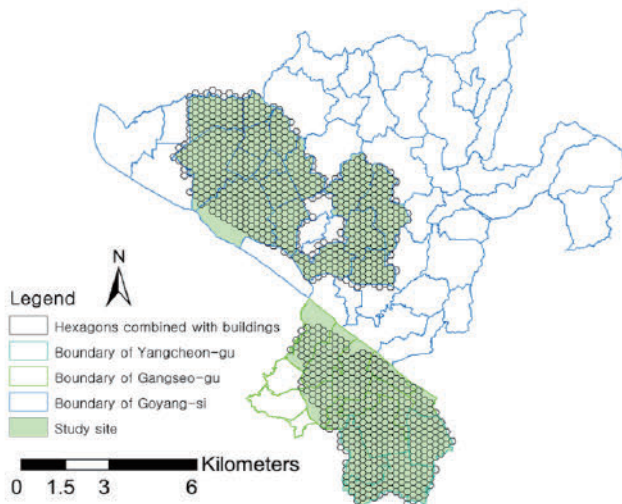 N
Legend
Hexagons combined with buildings
Boundary of Yangcheon-gu
Boundary of Gangseo-gu
Boundary of Goyang-si
Study site
Kilometers
0 1.5 3 6